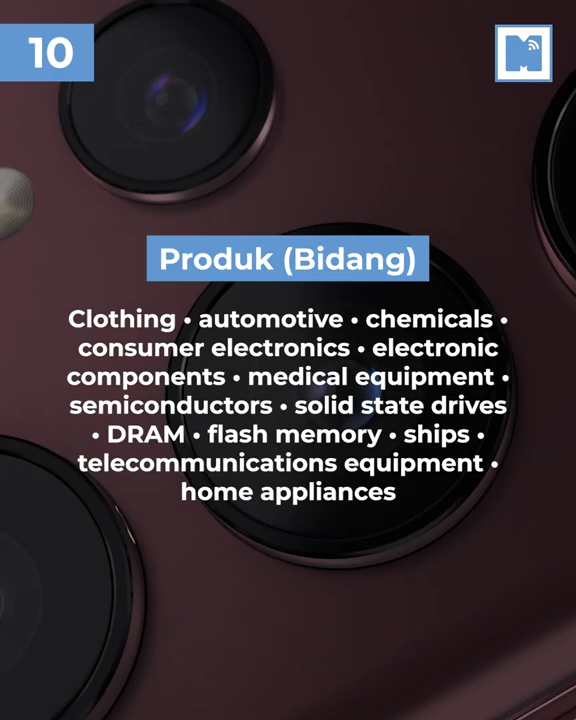 10
Produk (Bidang)
Clothing • automotive • chemicals •
consumer electronics • electronic
components • medical equipment •
semiconductors • solid state drives
• DRAM • flash memory • ships •
telecommunications equipment •
home appliances